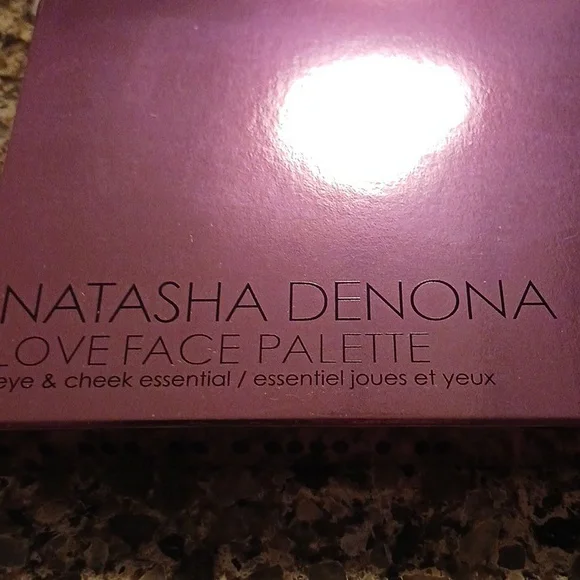 NATASHA DENONA
LOVE FACE PALETTE
eye & cheek essential / essentiel joues et yeux